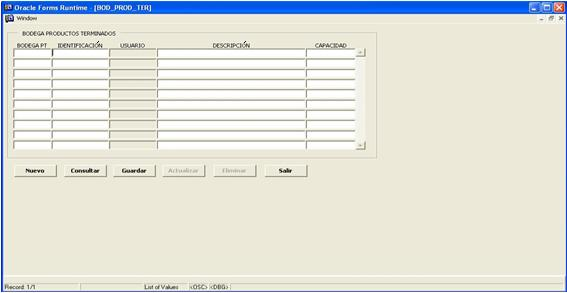 Oracle Forms Runtime - [BOD_PROD_TER]
Window
BODEGA PRODUCTOS TERMINADOS
BODEGA PT IDENTIFICACIÓN USUARIO DESCRIPCIÓN CAPACIDAD
Nuevo Consultar Guardar Actualizar Eliminar Salir
Record: 1/1 List of Values <OSC> <DBG>